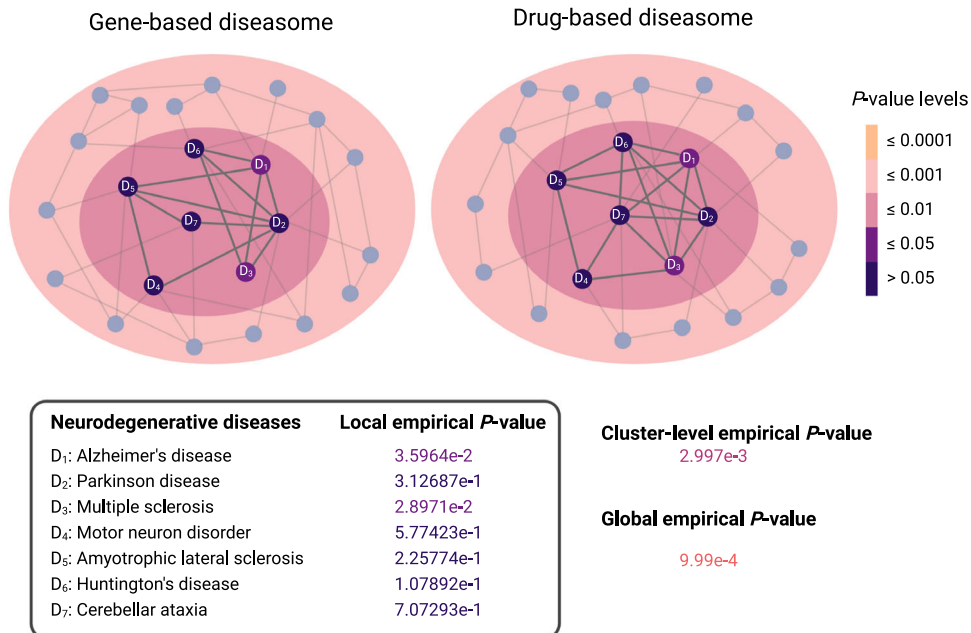 Gene-based diseasome
Drug-based diseasome
D₆
D₁
D₅
D₇
D₂
D₃
D₄
D₆
D₁
D₅
D₇
D₂
D₃
D₄
P-value levels
≤ 0.0001
≤ 0.001
≤ 0.01
≤ 0.05
> 0.05
Neurodegenerative diseases Local empirical P-value
D₁: Alzheimer's disease 3.5964e-2
D₂: Parkinson disease 3.12687e-1
D₃: Multiple sclerosis 2.8971e-2
D₄: Motor neuron disorder 5.77423e-1
D₅: Amyotrophic lateral sclerosis 2.25774e-1
D₆: Huntington's disease 1.07892e-1
D₇: Cerebellar ataxia 7.07293e-1
Cluster-level empirical P-value
2.997e-3
Global empirical P-value
9.99e-4